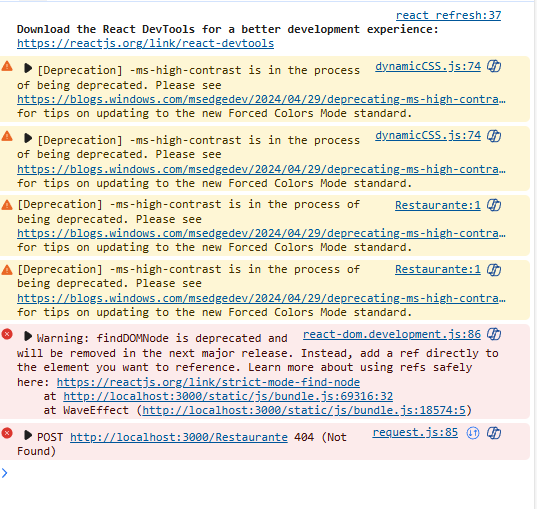 react refresh:37
Download the React DevTools for a better development experience:
https://reactjs.org/link/react-devtools
[Deprecation] -ms-high-contrast is in the process dynamicCSS.js:74
of being deprecated. Please see
https://blogs.windows.com/msedgedev/2024/04/29/deprecating-ms-high-contra…
for tips on updating to the new Forced Colors Mode standard.
[Deprecation] -ms-high-contrast is in the process dynamicCSS.js:74
of being deprecated. Please see
https://blogs.windows.com/msedgedev/2024/04/29/deprecating-ms-high-contra…
for tips on updating to the new Forced Colors Mode standard.
[Deprecation] -ms-high-contrast is in the process of Restaurante:1
being deprecated. Please see
https://blogs.windows.com/msedgedev/2024/04/29/deprecating-ms-high-contra…
for tips on updating to the new Forced Colors Mode standard.
[Deprecation] -ms-high-contrast is in the process of Restaurante:1
being deprecated. Please see
https://blogs.windows.com/msedgedev/2024/04/29/deprecating-ms-high-contra…
for tips on updating to the new Forced Colors Mode standard.
Warning: findDOMNode is deprecated and react-dom.development.js:86
will be removed in the next major release. Instead, add a ref directly to
the element you want to reference. Learn more about using refs safely
here: https://reactjs.org/link/strict-mode-find-node
at http://localhost:3000/static/js/bundle.js:69316:32
at WaveEffect (http://localhost:3000/static/js/bundle.js:18574:5)
POST http://localhost:3000/Restaurante 404 (Not request.js:85
Found)